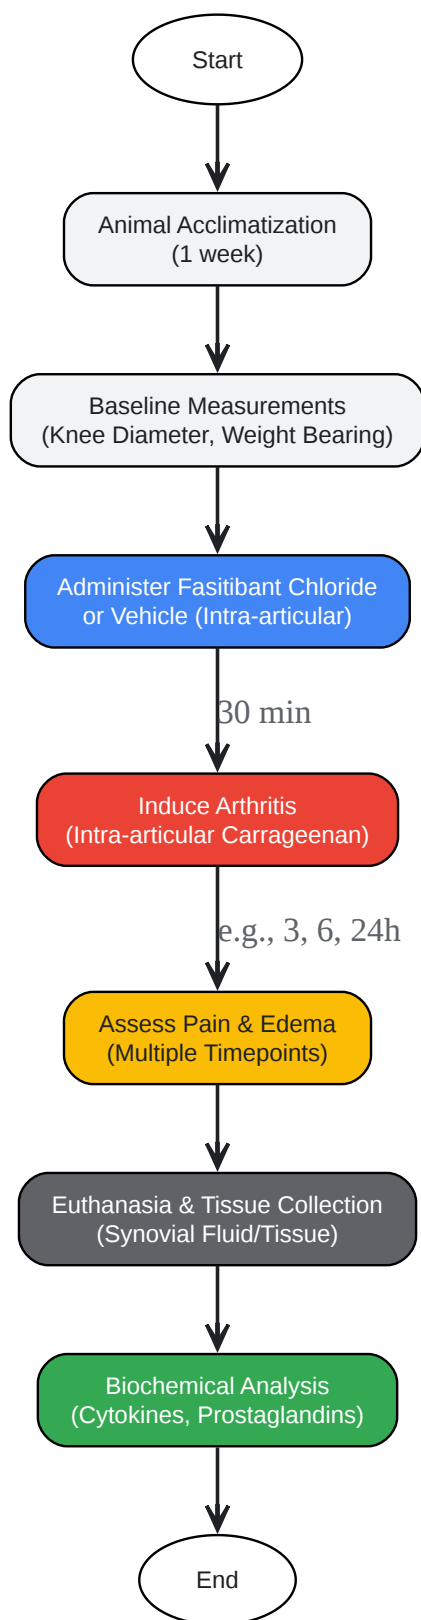 Start
Animal Acclimatization
(1 week)
Baseline Measurements
(Knee Diameter, Weight Bearing)
Administer Fasitibant Chloride
or Vehicle (Intra-articular)
30 min
Induce Arthritis
(Intra-articular Carrageenan)
e.g., 3, 6, 24h
Assess Pain & Edema
(Multiple Timepoints)
Euthanasia & Tissue Collection
(Synovial Fluid/Tissue)
Biochemical Analysis
(Cytokines, Prostaglandins)
End